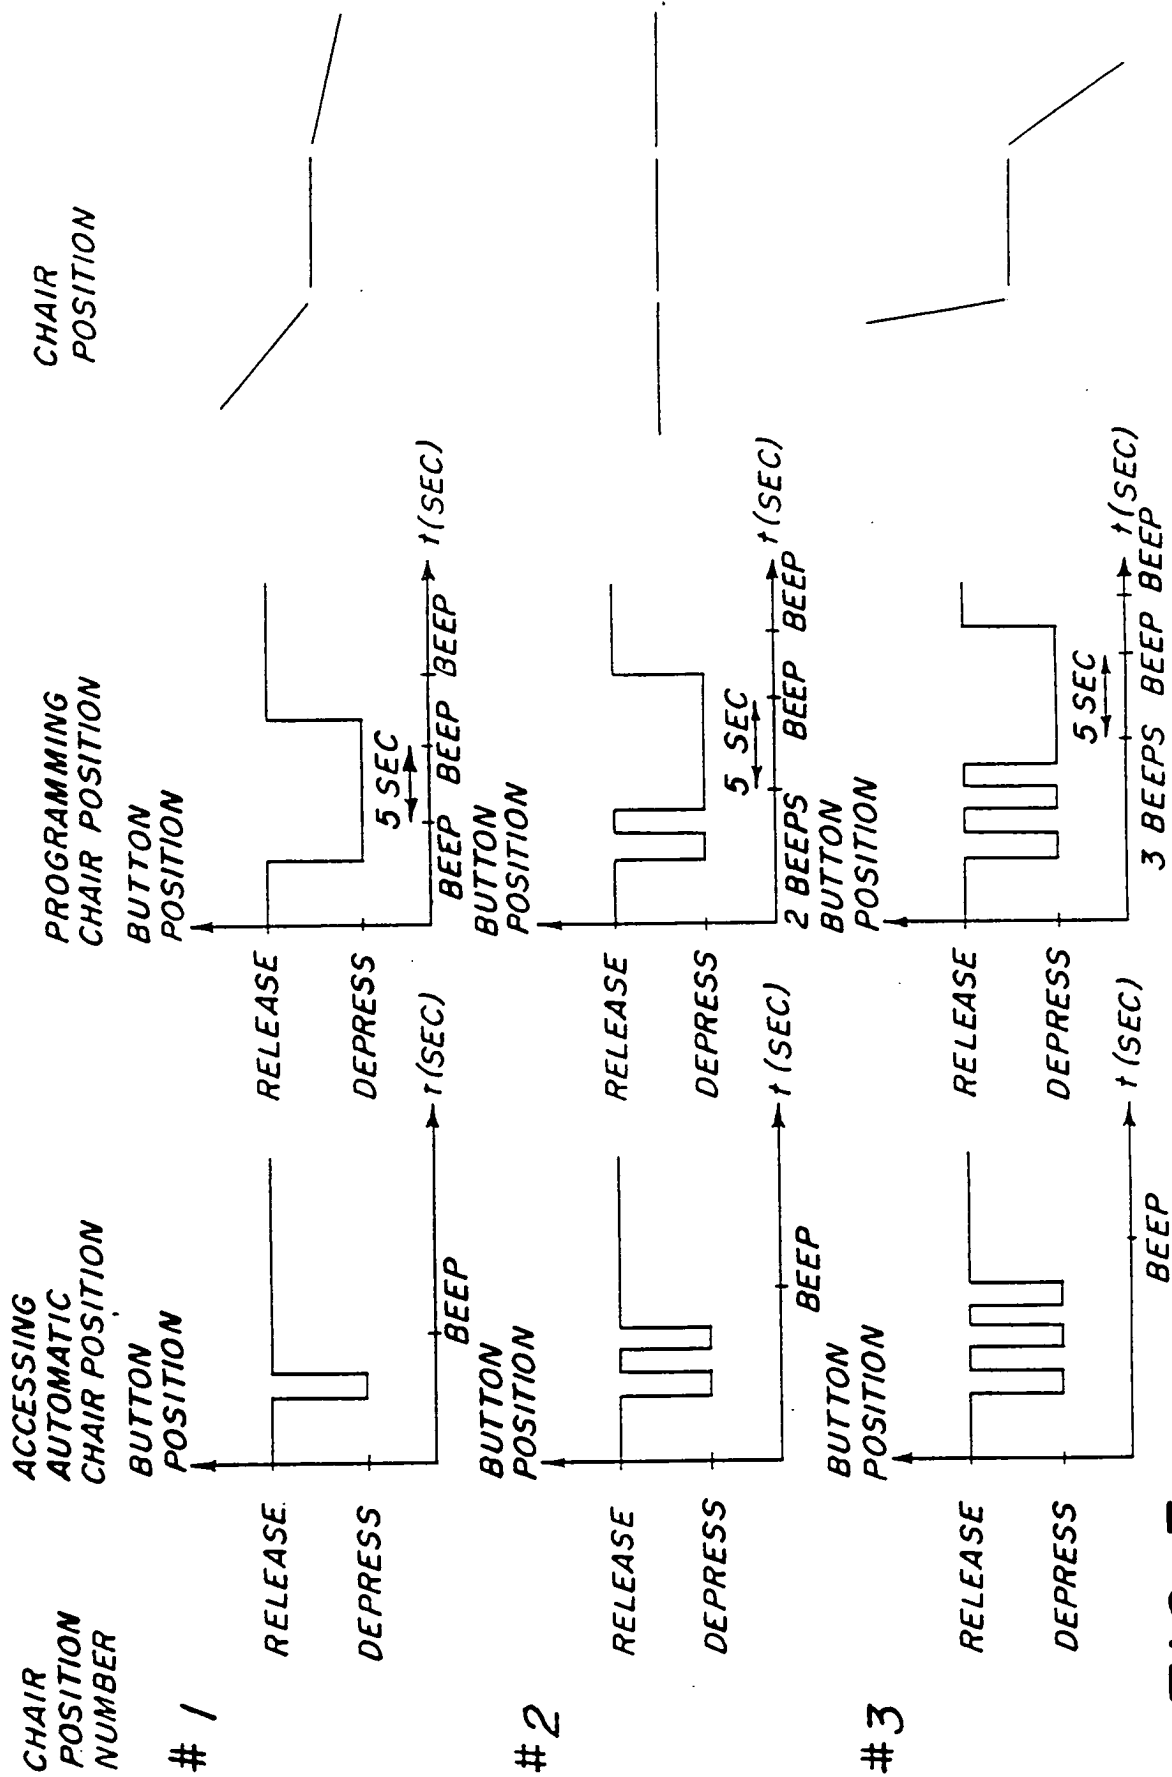 CHAIR
POSITION
NUMBER
ACCESSING
AUTOMATIC
CHAIR POSITION
PROGRAMMING
CHAIR POSITION
CHAIR
POSITION
# 1
BUTTON
POSITION
RELEASE
DEPRESS
BEEP
t(SEC)
BUTTON
POSITION
RELEASE
DEPRESS
5 SEC
BEEP BEEP BEEP
t(SEC)
#2
BUTTON
POSITION
RELEASE
DEPRESS
BEEP
t(SEC)
BUTTON
POSITION
RELEASE
DEPRESS
5 SEC
2 BEEPS BEEP BEEP
t(SEC)
#3
BUTTON
POSITION
RELEASE
DEPRESS
BEEP
t(SEC)
BUTTON
POSITION
RELEASE
DEPRESS
5 SEC
3 BEEPS BEEP BEEP
t(SEC)